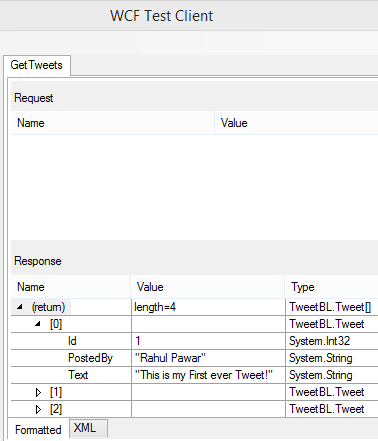 WCF Test Client
GetTweets
Request
Name Value
Response
Name Value Type
(return) length=4 TweetBL.Tweet[]
[0] TweetBL.Tweet
Id 1 System.Int32
PostedBy "Rahul Pawar" System.String
Text "This is my First ever Tweet!" System.String
[1] TweetBL.Tweet
[2] TweetBL.Tweet
Formatted XML